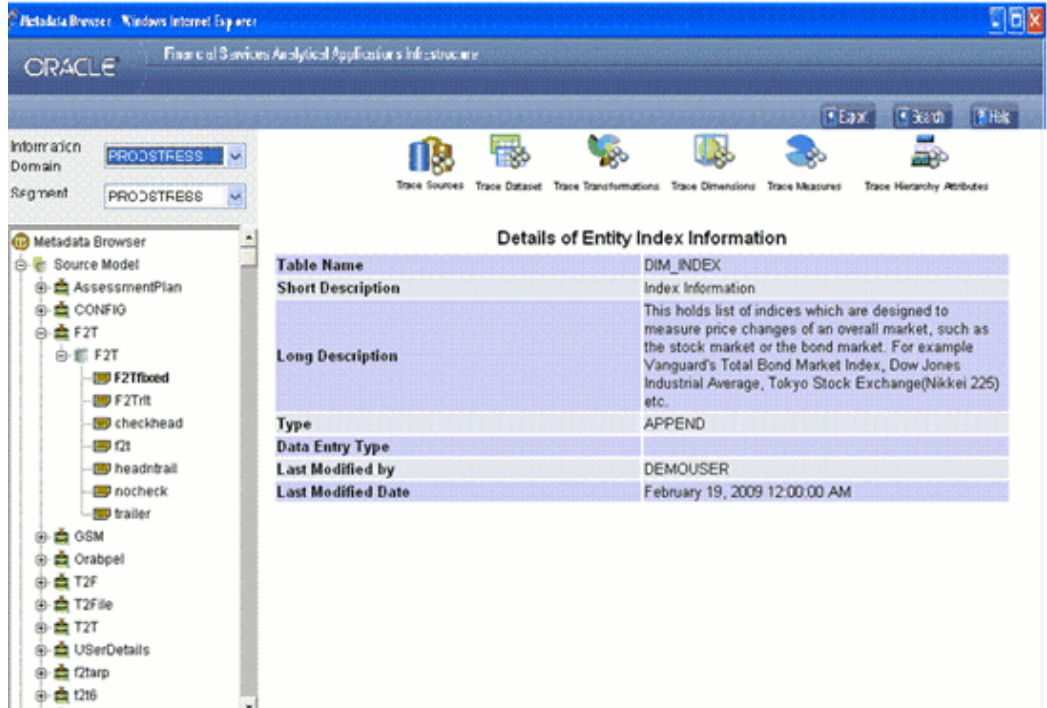 Metadata Browser - Windows Internet Explorer
ORACLE
Financial Services Analytical Applications Infrastructure
Export
Search
Help
Information Domain
PRODSTRESS
Segment
PRODSTRESS
Trace Sources
Trace Dataset
Trace Transformations
Trace Dimensions
Trace Measures
Trace Hierarchy Attributes
Metadata Browser
Source Model
AssessmentPlan
CONFIG
F2T
F2T
F2Tfixed
F2Trlt
checkhead
f2t
headntrail
nocheck
trailer
GSM
Orabpel
T2F
T2File
T2T
USerDetails
f2tarp
t2t6
Details of Entity Index Information
Table Name DIM_INDEX
Short Description Index Information
Long Description
This holds list of indices which are designed to
measure price changes of an overall market, such as
the stock market or the bond market. For example
Vanguard's Total Bond Market Index, Dow Jones
Industrial Average, Tokyo Stock Exchange(Nikkei 225)
etc.
Type APPEND
Data Entry Type
Last Modified by DEMOUSER
Last Modified Date February 19, 2009 12:00:00 AM